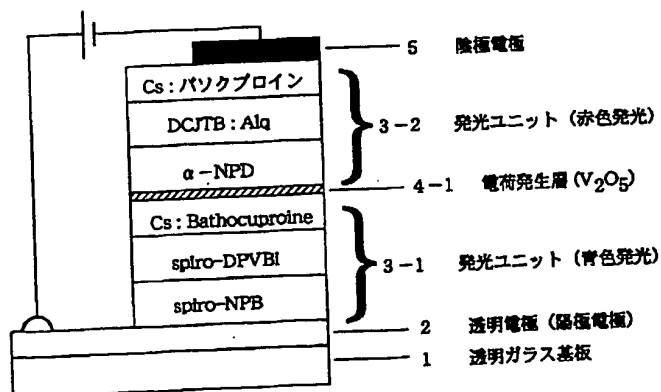 5 陰極電極
Cs：バソクプロイン
DCJTB：Alq
3－2 発光ユニット（赤色発光）
α－NPD
4－1 電荷発生層(V₂O₅)
Cs：Bathocuproine
spiro-DPVBi
3－1 発光ユニット（青色発光）
spiro-NPB
2 透明電極（陽極電極）
1 透明ガラス基板